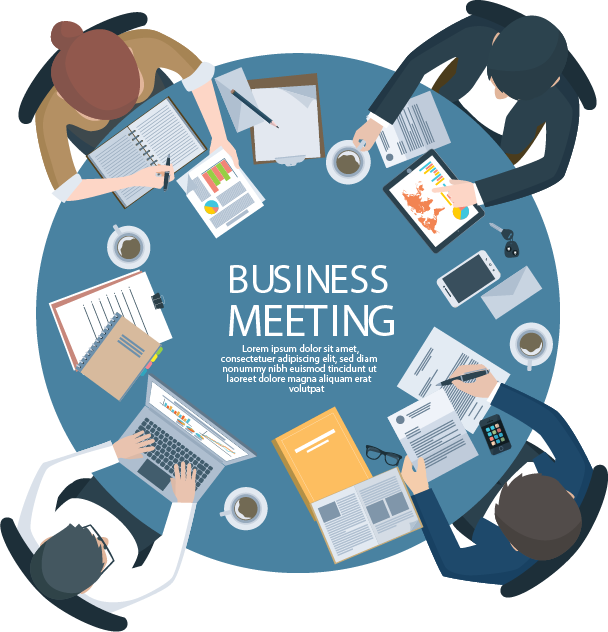 BUSINESS
MEETING
Lorem ipsum dolor sit amet,
consectetuer adipiscing elit, sed diam
nonummy nibh euismod tincidunt ut
laoreet dolore magna aliquam erat
volutpat